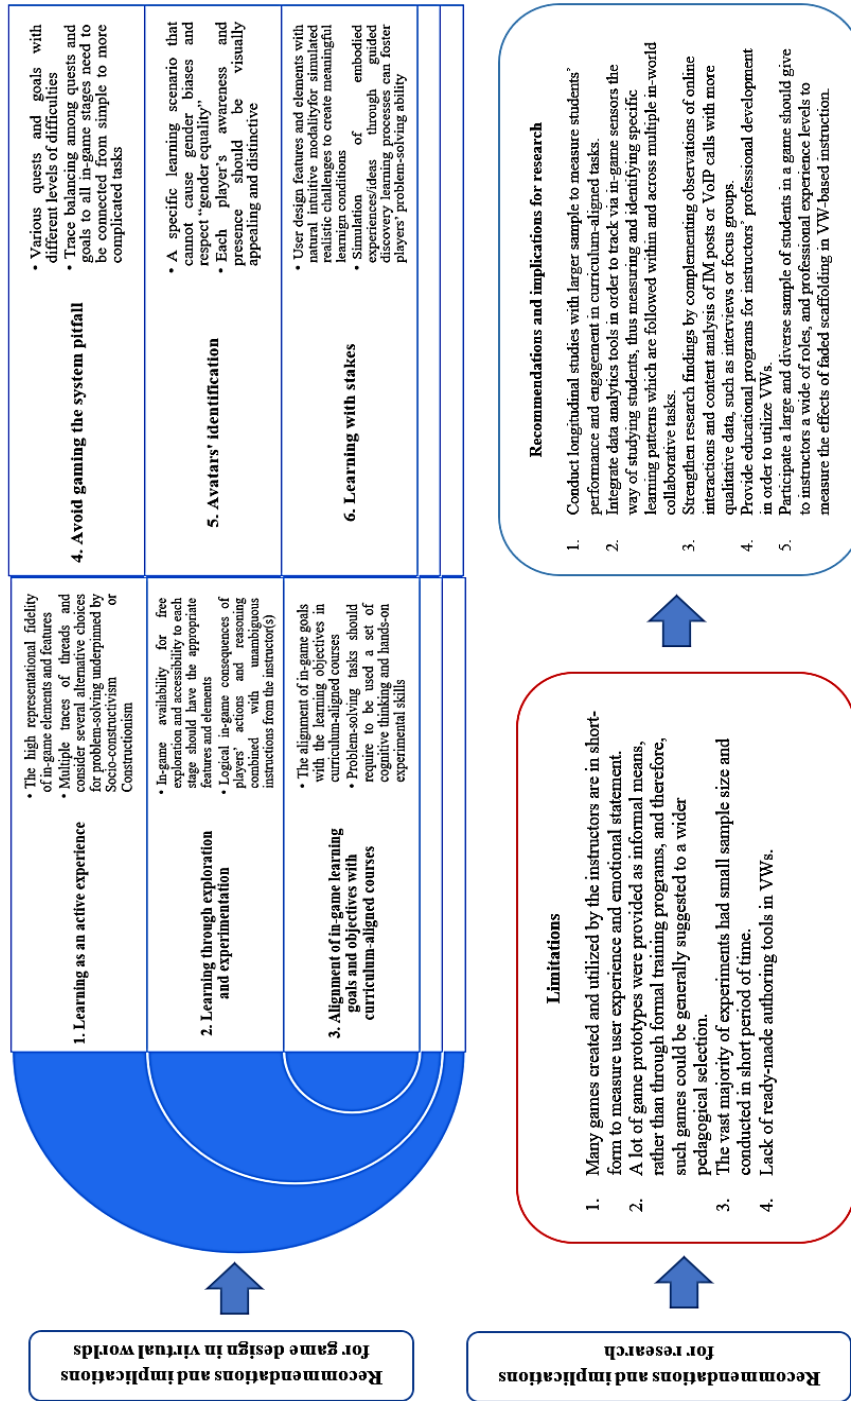 Recommendations and implications
for game design in virtual worlds
1. Learning as an active experience
• The high representational fidelity
of in-game elements and features
• Multiple traces of threads and
consider several alternative choices
for problem-solving underpinned by
Socio-constructivism or
Constructionism
2. Learning through exploration
and experimentation
• In-game availability for free
exploration and accessibility to each
stage should have the appropriate
features and elements
• Logical in-game consequences of
players' actions and reasoning
combined with unambiguous
instructions from the instructor(s)
3. Alignment of in-game learning
goals and objectives with
curriculum-aligned courses
• The alignment of in-game goals
with the learning objectives in
curriculum-aligned courses
• Problem-solving tasks should
require to be used a set of
cognitive thinking and hands-on
experimental skills
4. Avoid gaming the system pitfall
• Various quests and goals with
different levels of difficulties
• Trace balancing among quests and
goals to all in-game stages need to
be connected from simple to more
complicated tasks
5. Avatars' identification
• A specific learning scenario that
cannot cause gender biases and
respect "gender equality"
• Each player's awareness and
presence should be visually
appealing and distinctive
6. Learning with stakes
• User design features and elements with
natural intuitive modalityfor simulated
realistic challenges to create meaningful
learnign conditions
• Simulation of embodied
experiences/ideas through guided
discovery learning processes can foster
players' problem-solving ability
Recommendations and implications
for research
Limitations
1. Many games created and utilized by the instructors are in short-
form to measure user experience and emotional statement.
2. A lot of game prototypes were provided as informal means,
rather than through formal training programs, and therefore,
such games could be generally suggested to a wider
pedagogical selection.
3. The vast majority of experiments had small sample size and
conducted in short period of time.
4. Lack of ready-made authoring tools in VWs.
Recommendations and implications for research
1. Conduct longitudinal studies with larger sample to measure students'
performance and engagement in curriculum-aligned tasks.
2. Integrate data analytics tools in order to track via in-game sensors the
way of studying students, thus measuring and identifying specific
learning patterns which are followed within and across multiple in-world
collaborative tasks.
3. Strengthen research findings by complementing observations of online
interactions and content analysis of IM posts or VoIP calls with more
qualitative data, such as interviews or focus groups.
4. Provide educational programs for instructors' professional development
in order to utilize VWs.
5. Participate a large and diverse sample of students in a game should give
to instructors a wide of roles, and professional experience levels to
measure the effects of faded scaffolding in VW-based instruction.